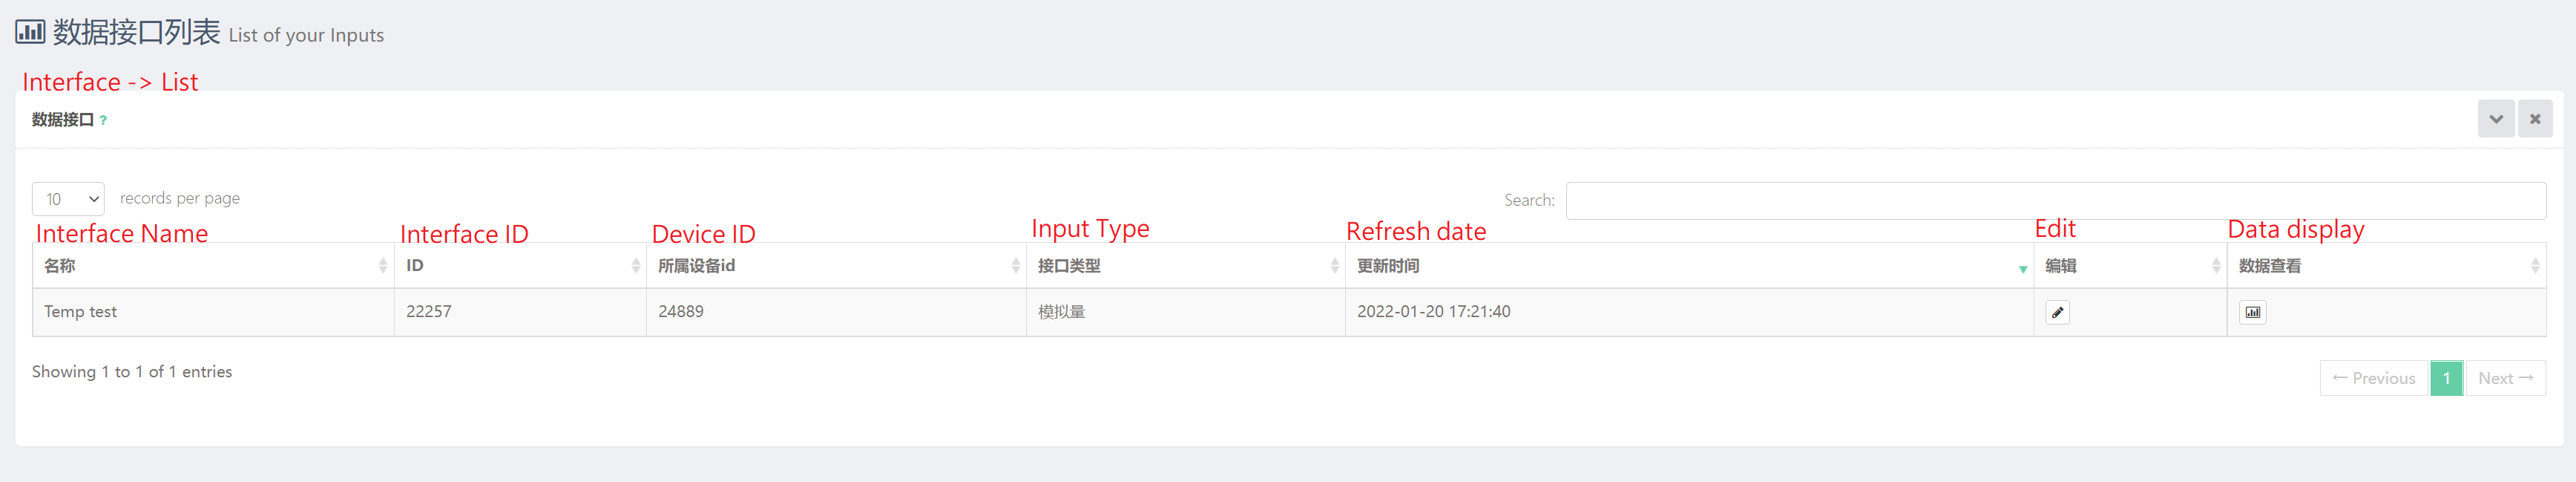 数据接口列表 List of your Inputs
Interface -> List
数据接口 ?
10 records per page Search:
Interface Name Interface ID Device ID Input Type Refresh date Edit Data display
名称 ID 所属设备id 接口类型 更新时间 编辑 数据查看
Temp test 22257 24889 模拟量 2022-01-20 17:21:40
Showing 1 to 1 of 1 entries
← Previous 1 Next →